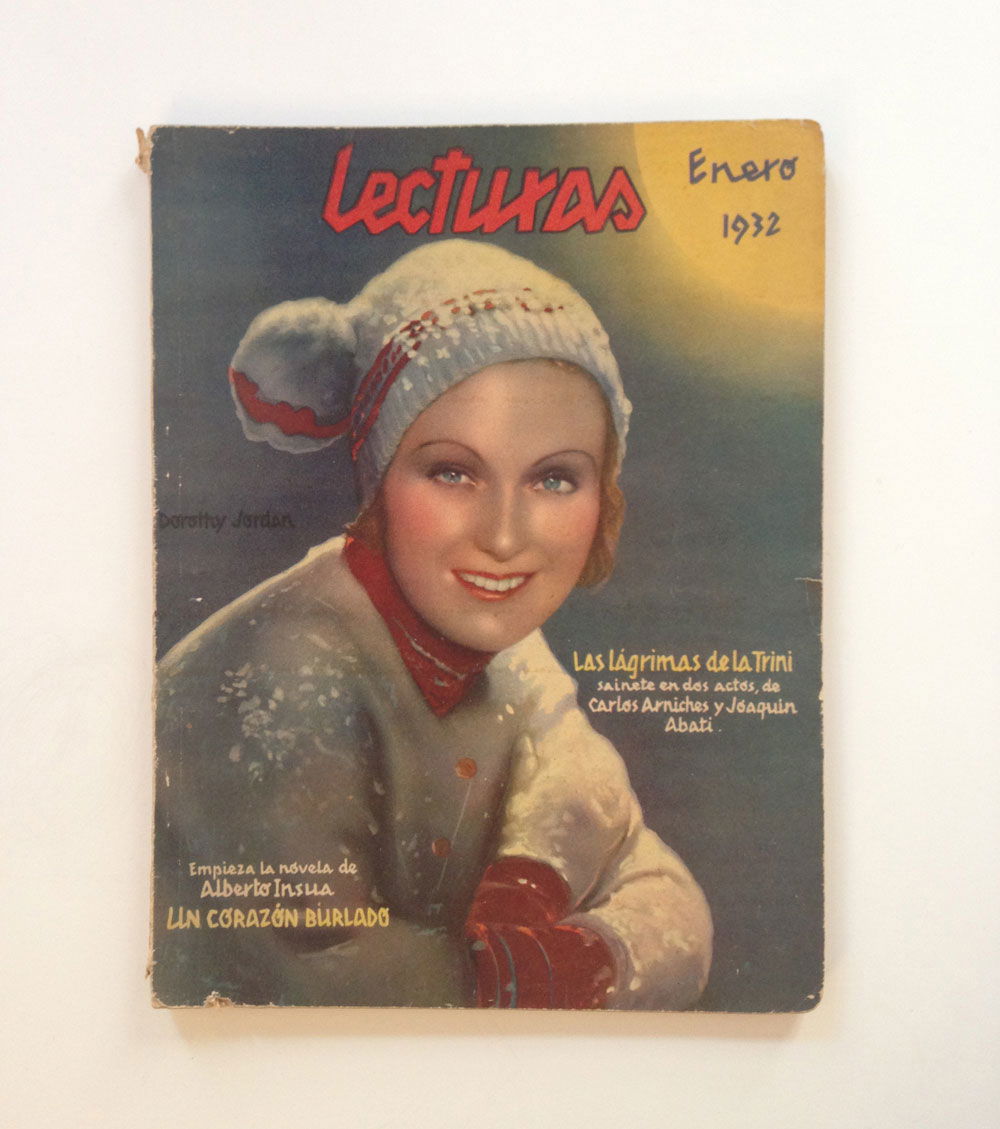 Lecturas
Enero
1932
Dorothy Jordan
Las lágrimas de la Trini
sainete en dos actos, de
Carlos Arniches y Joaquin
Abati.
Empieza la novela de
Alberto Insua
UN CORAZÓN BURLADO